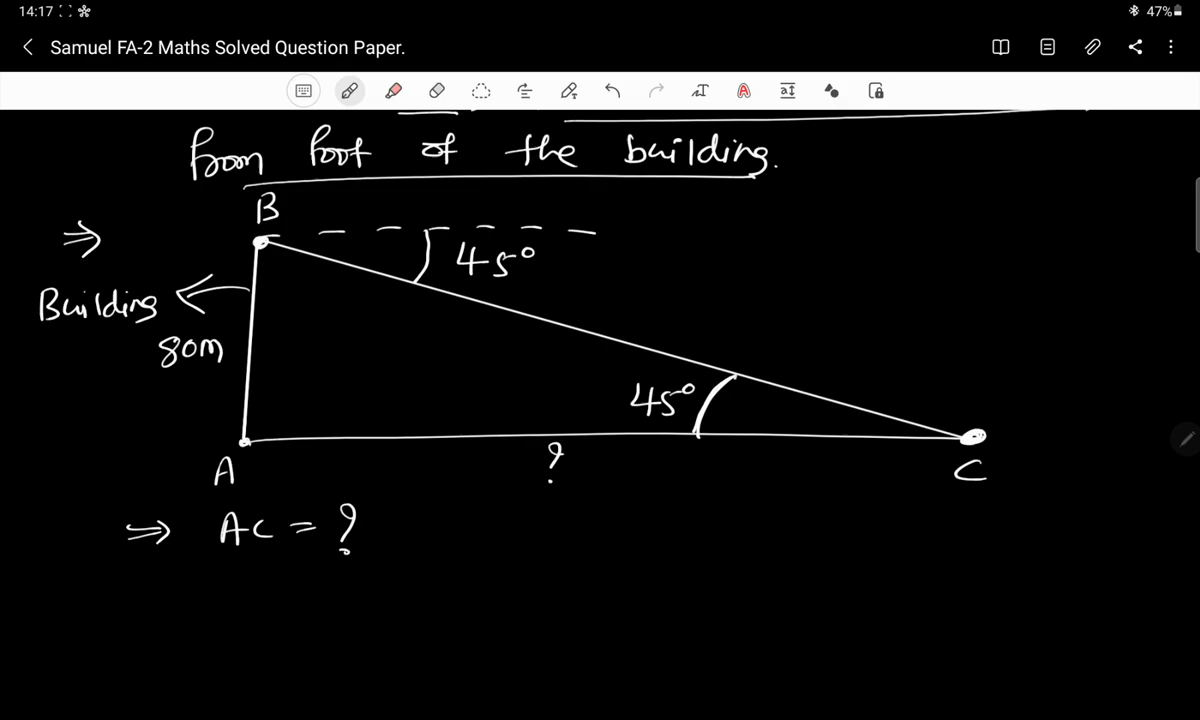 14:17
47%
Samuel FA-2 Maths Solved Question Paper.
from foot of the building.
B
45°
⇒
Building
80m
45°
A
?
C
⇒ AC = ?